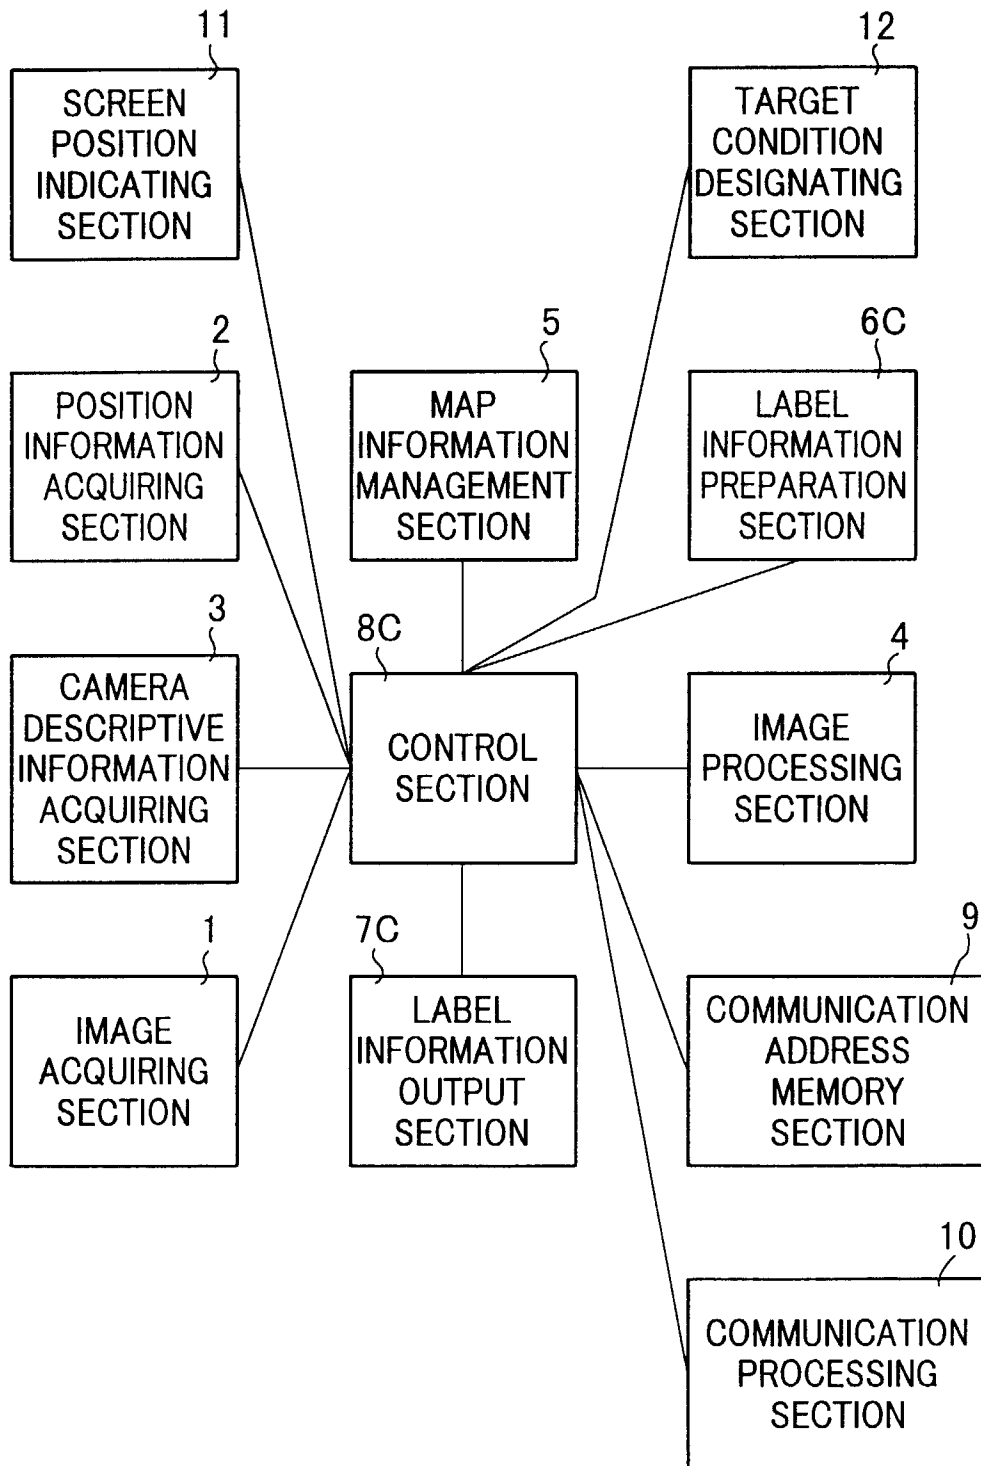 11
SCREEN
POSITION
INDICATING
SECTION
12
TARGET
CONDITION
DESIGNATING
SECTION
2
POSITION
INFORMATION
ACQUIRING
SECTION
5
MAP
INFORMATION
MANAGEMENT
SECTION
6C
LABEL
INFORMATION
PREPARATION
SECTION
3
CAMERA
DESCRIPTIVE
INFORMATION
ACQUIRING
SECTION
8C
CONTROL
SECTION
4
IMAGE
PROCESSING
SECTION
1
IMAGE
ACQUIRING
SECTION
7C
LABEL
INFORMATION
OUTPUT
SECTION
9
COMMUNICATION
ADDRESS
MEMORY
SECTION
10
COMMUNICATION
PROCESSING
SECTION